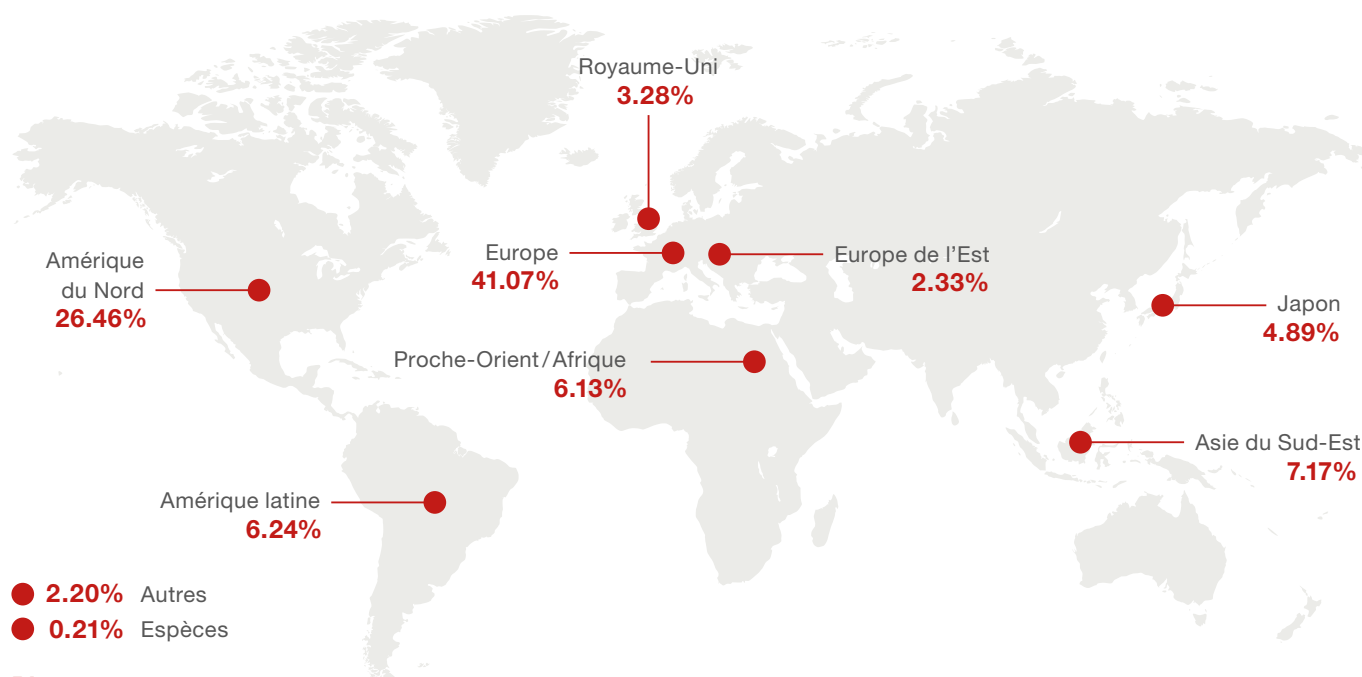 Royaume-Uni
3.28%
Amérique
du Nord
26.46%
Europe
41.07%
Europe de l’Est
2.33%
Japon
4.89%
Proche-Orient/Afrique
6.13%
Asie du Sud-Est
7.17%
Amérique latine
6.24%
2.20% Autres
0.21% Espèces